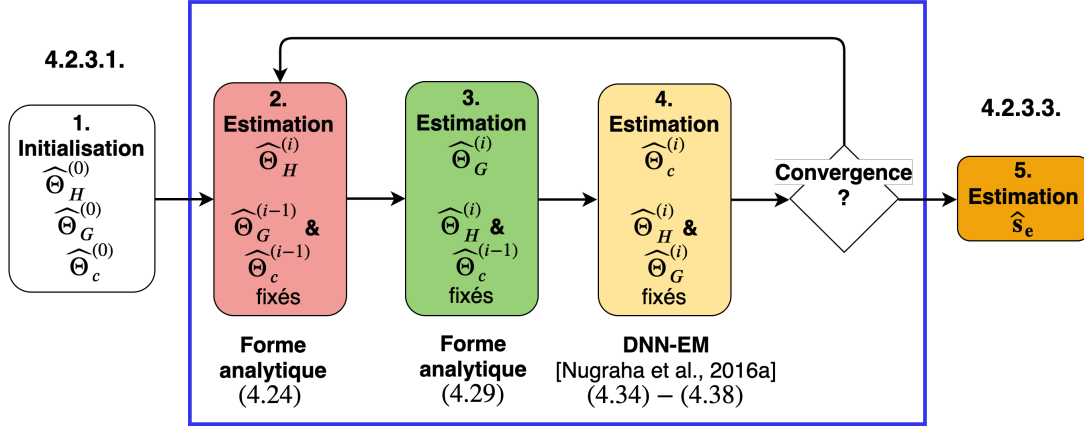 4.2.3.1.
1.
Initialisation
Θ̂_H^(0)
Θ̂_G^(0)
Θ̂_c^(0)
2.
Estimation
Θ̂_H^(i)
Θ̂_G^(i−1) &
Θ̂_c^(i−1)
fixés
Forme
analytique
(4.24)
3.
Estimation
Θ̂_G^(i)
Θ̂_H^(i) &
Θ̂_c^(i−1)
fixés
Forme
analytique
(4.29)
4.
Estimation
Θ̂_c^(i)
Θ̂_H^(i) &
Θ̂_G^(i)
fixés
DNN-EM
[Nugraha et al., 2016a]
(4.34) − (4.38)
Convergence
?
4.2.3.3.
5.
Estimation
ŝ_e